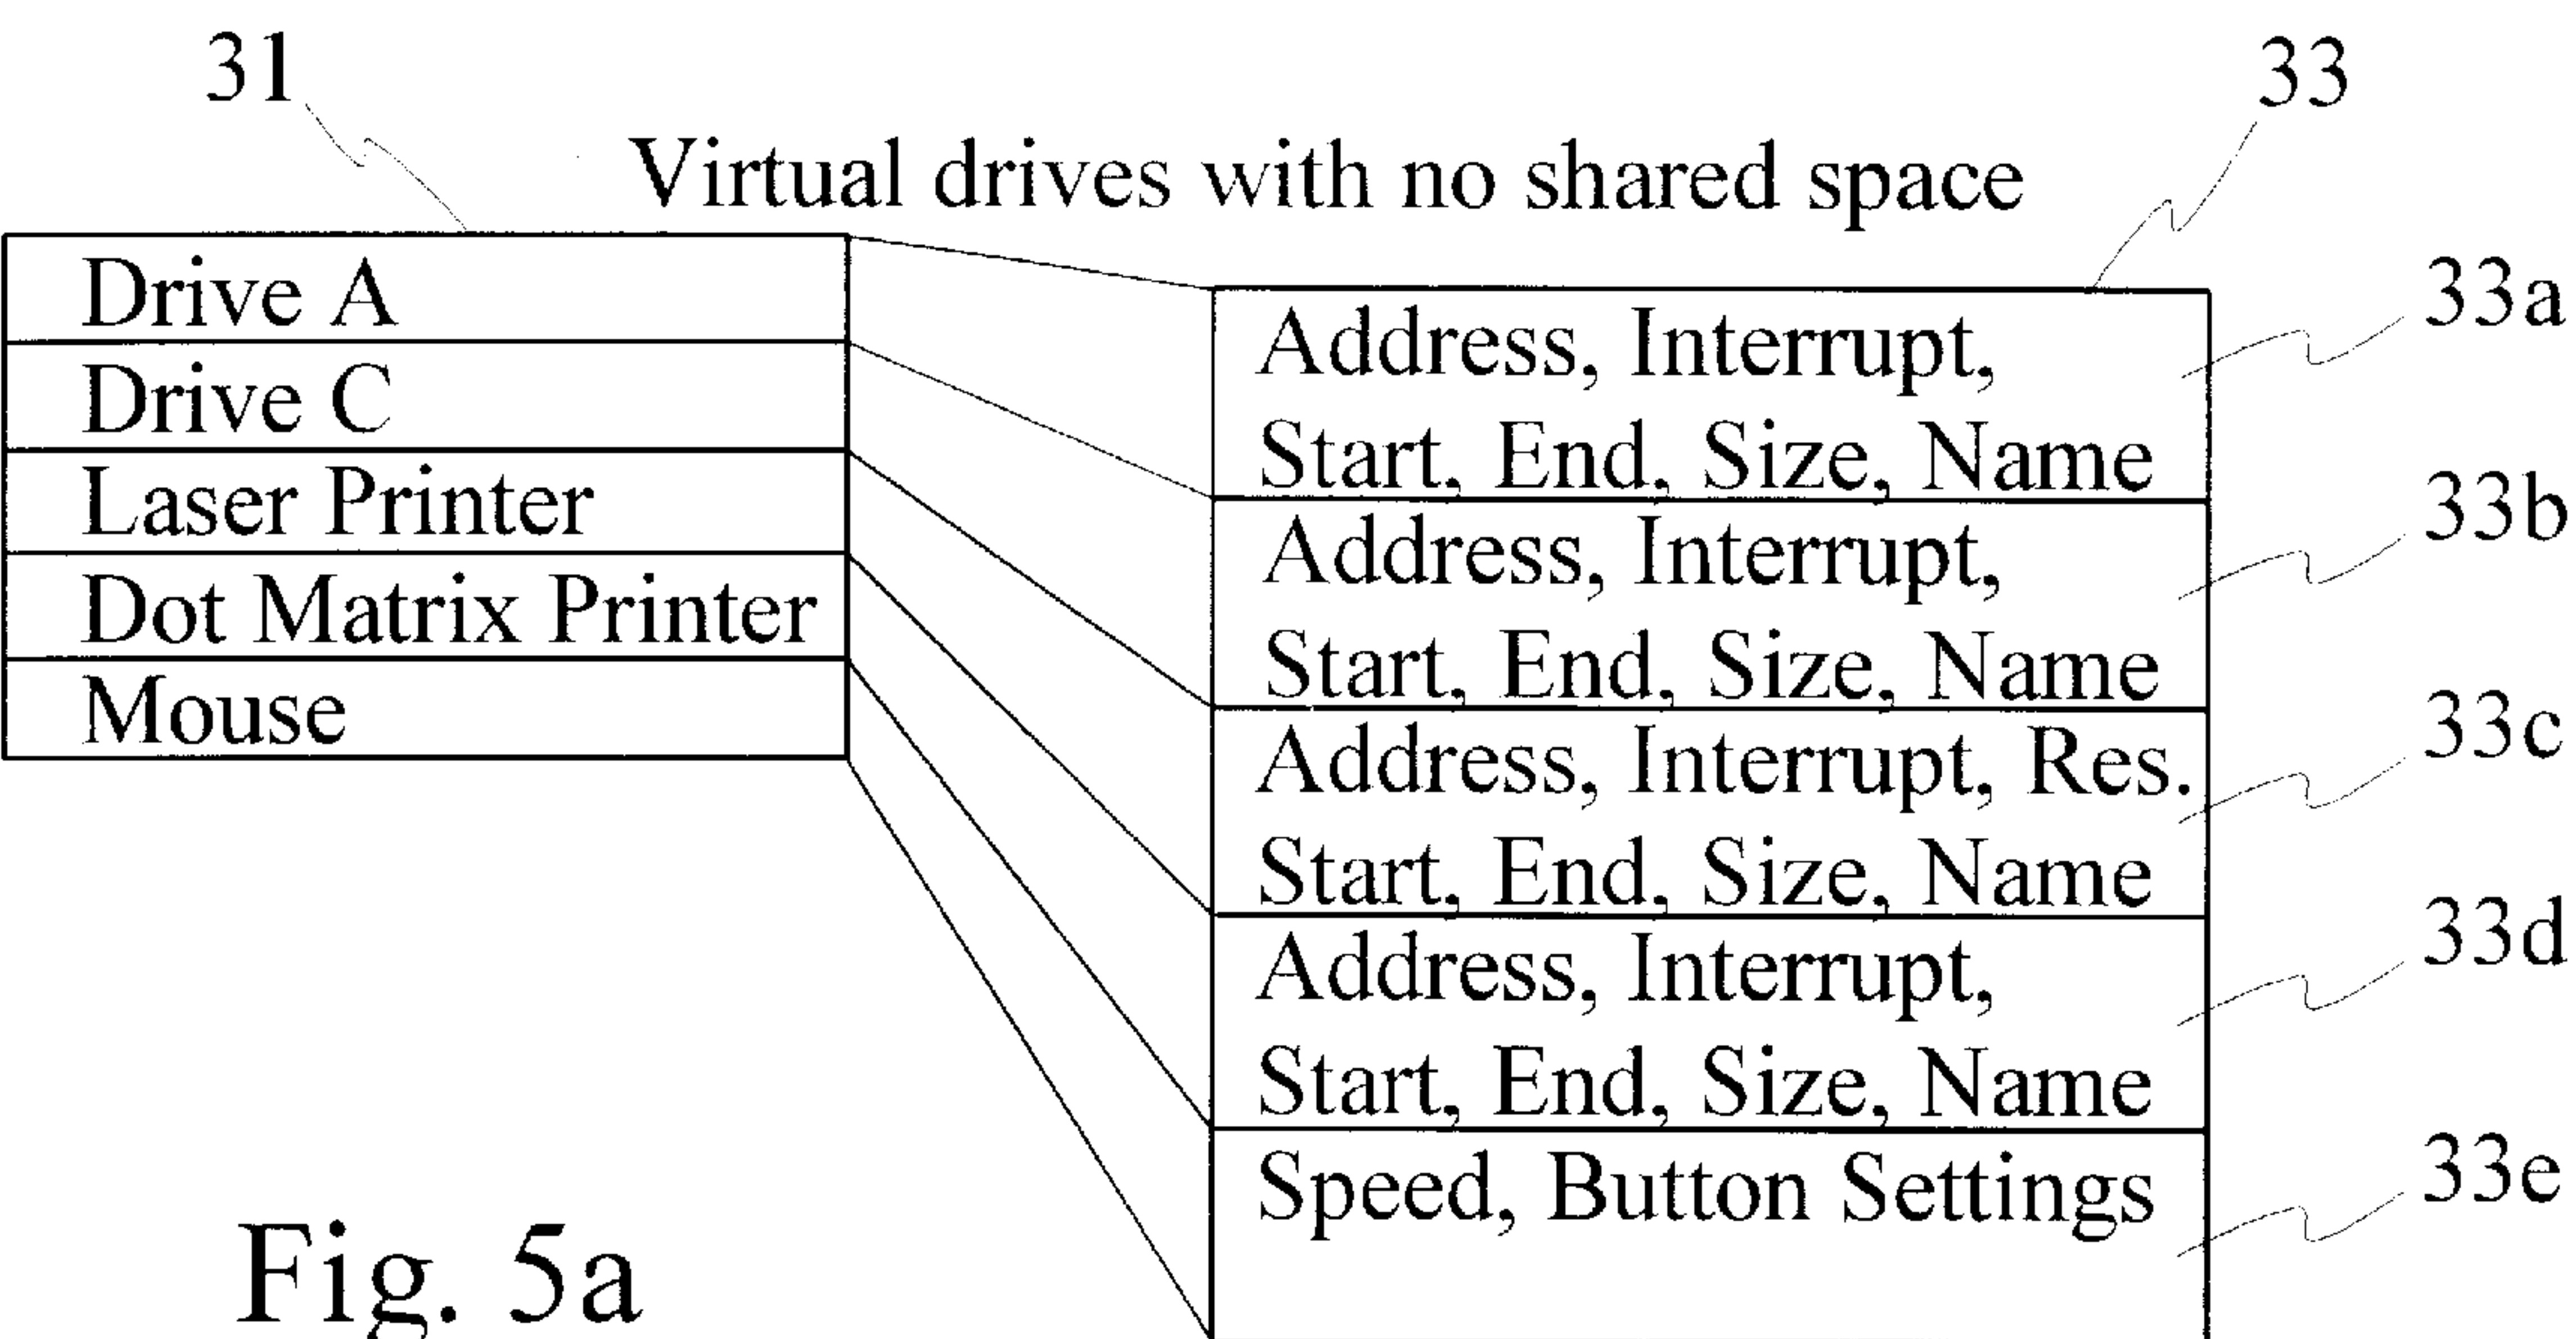 31
33
Virtual drives with no shared space
Drive A
Drive C
Laser Printer
Dot Matrix Printer
Mouse
Address, Interrupt,
Start, End, Size, Name
33a
Address, Interrupt,
Start, End, Size, Name
33b
Address, Interrupt, Res.
Start, End, Size, Name
33c
Address, Interrupt,
Start, End, Size, Name
33d
Speed, Button Settings
33e
Fig. 5a